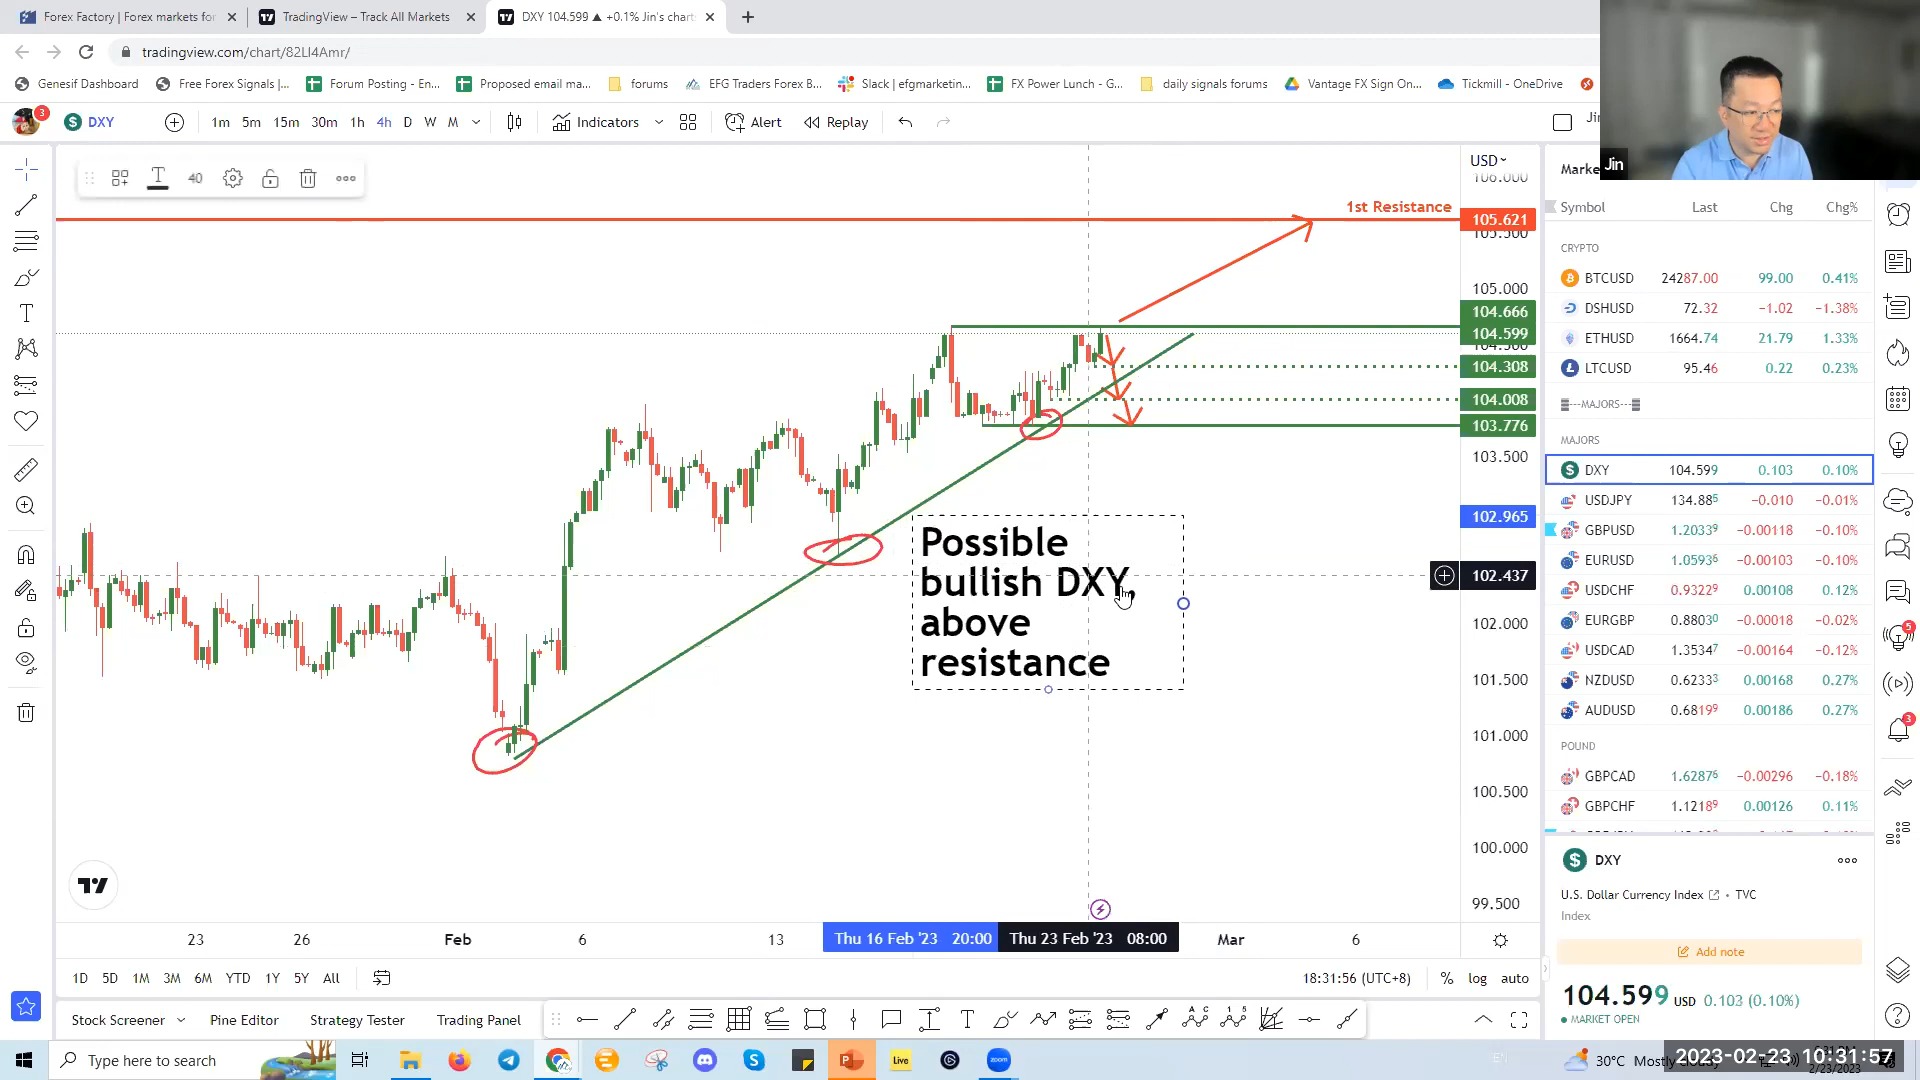 Forex Factory | Forex markets for
TradingView – Track All Markets
DXY 104.599 ▲ +0.1% Jin's chart
tradingview.com/chart/82LI4Amr/
Genesif Dashboard
Free Forex Signals |...
Forum Posting - En...
Proposed email ma...
forums
EFG Traders Forex B...
Slack | efgmarketin...
FX Power Lunch - G...
daily signals forums
Vantage FX Sign On...
Tickmill - OneDrive
3
DXY
1m 5m 15m 30m 1h 4h D W M
Indicators
Alert
Replay
Jin
40
USD
Symbol Last Chg Chg%
1st Resistance
105.621
105.500
105.000
104.666
104.599
104.308
104.008
103.776
103.500
102.965
102.437
102.000
101.500
101.000
100.500
100.000
99.500
Possible
bullish DXY
above
resistance
CRYPTO
BTCUSD 24287.00 99.00 0.41%
DSHUSD 72.32 −1.02 −1.38%
ETHUSD 1664.74 21.79 1.33%
LTCUSD 95.46 0.22 0.23%
---MAJORS---
MAJORS
DXY 104.599 0.103 0.10%
USDJPY 134.885 −0.010 −0.01%
GBPUSD 1.20339 −0.00118 −0.10%
EURUSD 1.05936 −0.00103 −0.10%
USDCHF 0.93229 0.00108 0.12%
EURGBP 0.88030 −0.00018 −0.02%
USDCAD 1.35347 −0.00164 −0.12%
NZDUSD 0.62333 0.00168 0.27%
AUDUSD 0.68199 0.00186 0.27%
POUND
GBPCAD 1.62876 −0.00296 −0.18%
GBPCHF 1.12189 0.00126 0.11%
5
3
DXY
U.S. Dollar Currency Index • TVC
Index
Add note
104.599 USD 0.103 (0.10%)
MARKET OPEN
23 26 Feb 6 13 Thu 16 Feb '23 20:00 Thu 23 Feb '23 08:00 Mar 6
1D 5D 1M 3M 6M YTD 1Y 5Y All
18:31:56 (UTC+8) % log auto
Stock Screener
Pine Editor
Strategy Tester
Trading Panel
Type here to search
Live
30°C Mostly
2023-02-23 10:31:57
2/23/2023